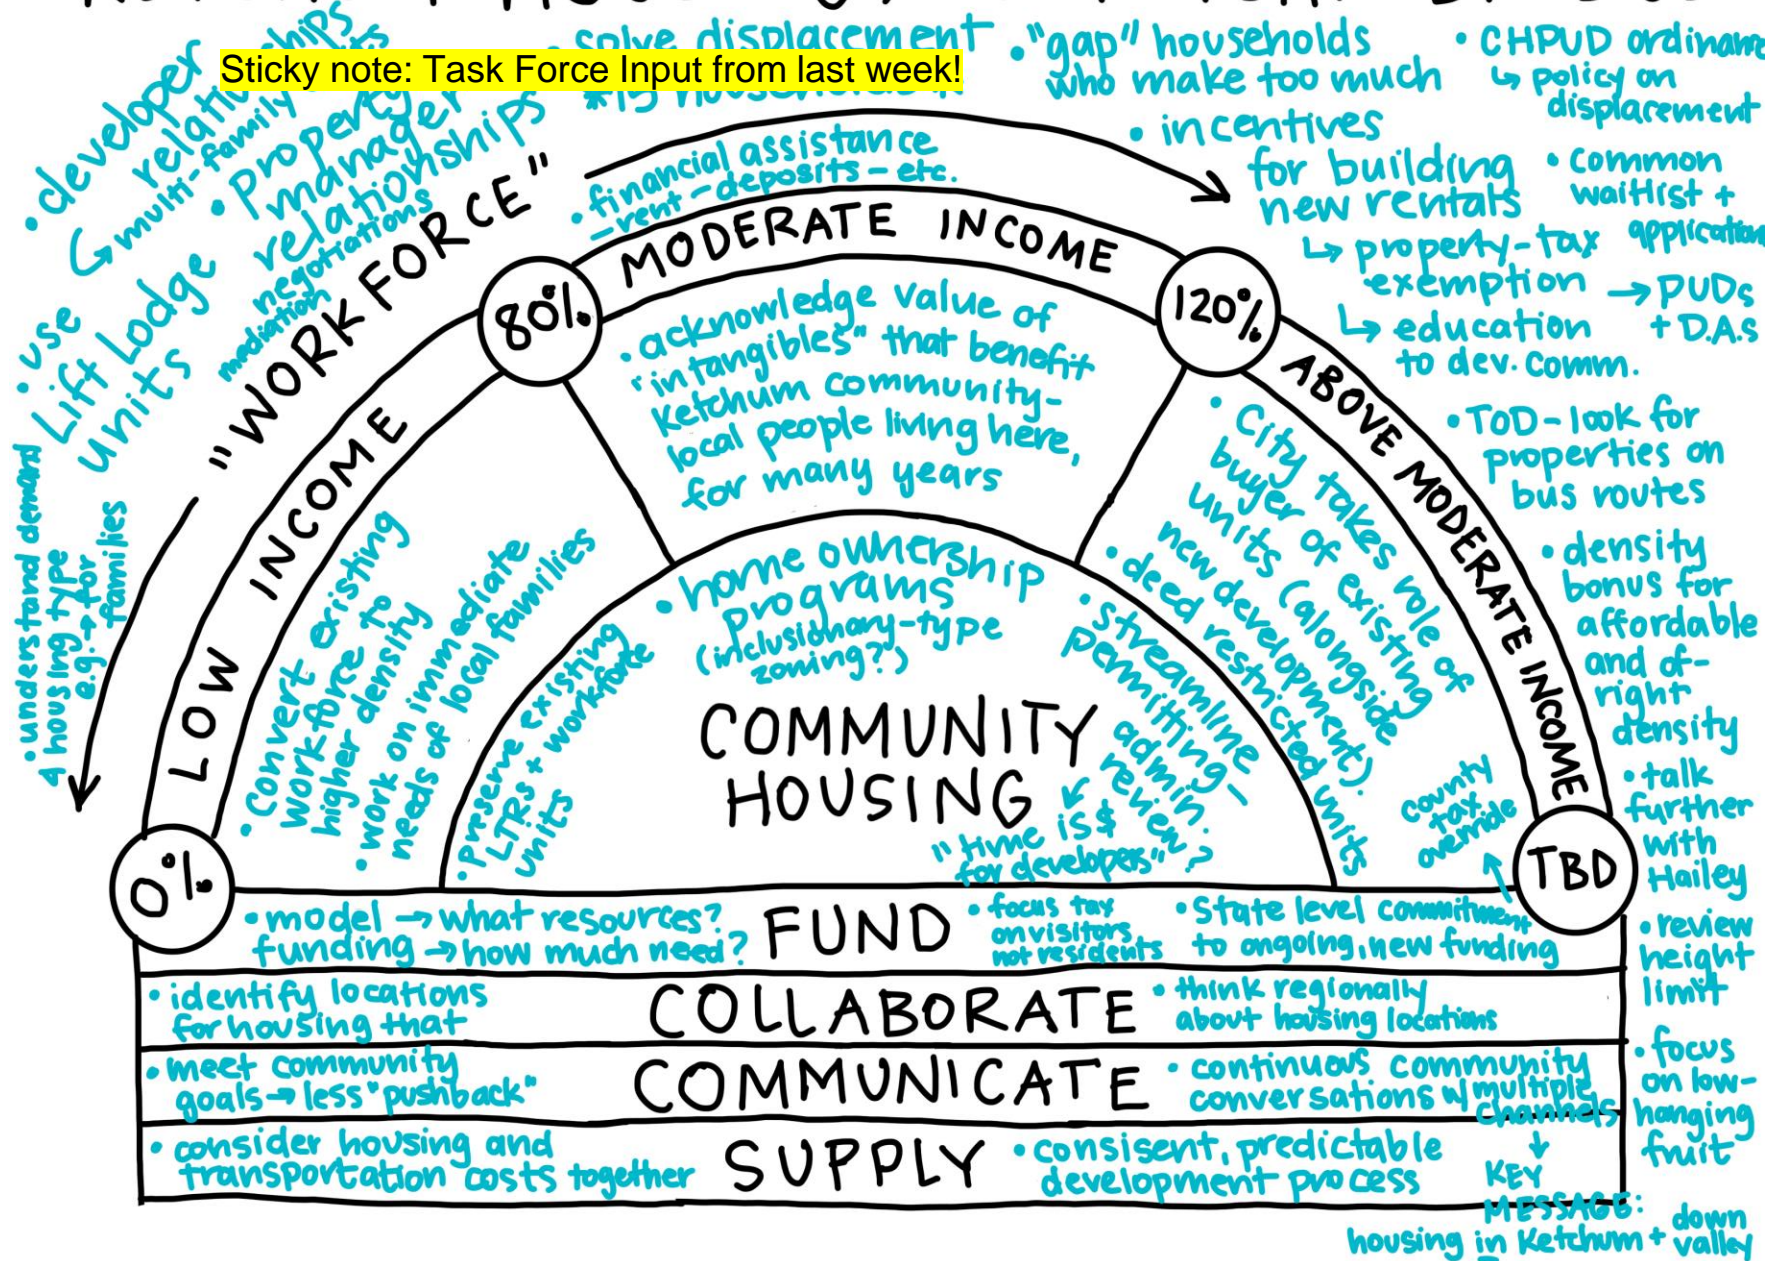 Sticky note: Task Force Input from last week!
• developer
relationships
↳ multi-family
• property
manager
relationships
negotiations
mediation
• use
Lift Lodge
units
• understand demand
4 housing type
e.g. → for
families
• solve displacement
• "gap" households
who make too much
• CHPUD ordinance
↳ policy on
displacement
• incentives
for building
new rentals
↳ property-tax
exemption → PUDs
+ D.A.s
↳ education
to dev. comm.
• common
waitlist +
application
• financial assistance
- rent - deposits - etc.
"WORKFORCE"
LOW INCOME
80%
MODERATE INCOME
120%
ABOVE MODERATE INCOME
0%
TBD
• acknowledge value of
"intangibles" that benefit
Ketchum community-
local people living here,
for many years
• convert existing
workforce to
higher density
• work on immediate
needs of local families
• preserve existing
LTRs + workforce
units
• home ownership
programs
(inclusionary-type
zoning?)
• streamline
permitting -
admin.
review?
"time is $
for developers"
COMMUNITY
HOUSING
• City takes role of
buyer of existing
units (alongside
new development).
• deed restricted units
county
tax
override
• TOD - look for
properties on
bus routes
• density
bonus for
affordable
and of-
right
density
• talk
further
with
Hailey
• review
height
limit
• focus
on low-
hanging
fruit
• model → what resources?
funding → how much need?
FUND
• focus tax
on visitors
not residents
• State level commitment
to ongoing, new funding
• identify locations
for housing that
COLLABORATE
• think regionally
about housing locations
• meet community
goals → less "pushback"
COMMUNICATE
• continuous community
conversations w/ multiple
channels
• consider housing and
transportation costs together
SUPPLY
• consisent, predictable
development process
KEY
MESSAGE:
housing in Ketchum + down
valley